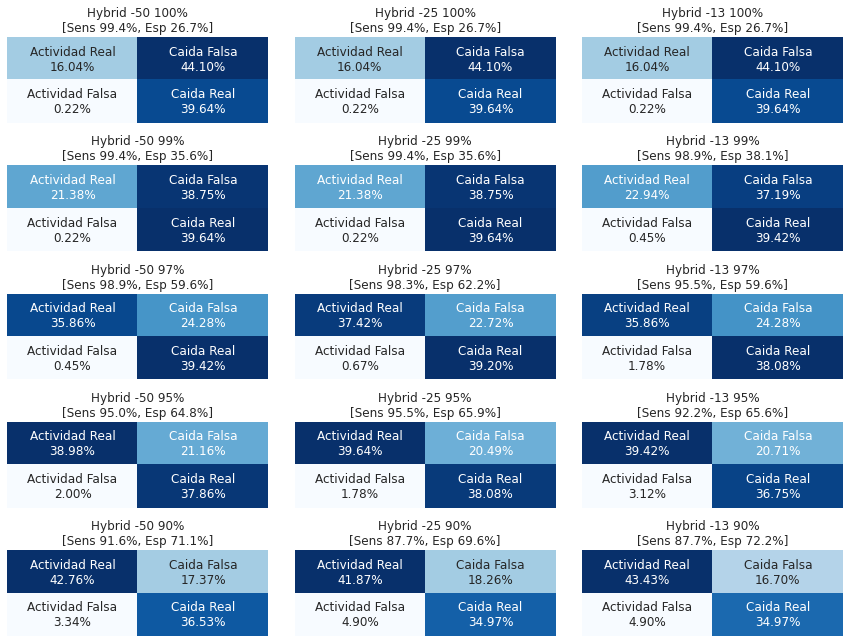 Hybrid -50 100%
[Sens 99.4%, Esp 26.7%]
Actividad Real
16.04%
Caida Falsa
44.10%
Actividad Falsa
0.22%
Caida Real
39.64%
Hybrid -25 100%
[Sens 99.4%, Esp 26.7%]
Actividad Real
16.04%
Caida Falsa
44.10%
Actividad Falsa
0.22%
Caida Real
39.64%
Hybrid -13 100%
[Sens 99.4%, Esp 26.7%]
Actividad Real
16.04%
Caida Falsa
44.10%
Actividad Falsa
0.22%
Caida Real
39.64%
Hybrid -50 99%
[Sens 99.4%, Esp 35.6%]
Actividad Real
21.38%
Caida Falsa
38.75%
Actividad Falsa
0.22%
Caida Real
39.64%
Hybrid -25 99%
[Sens 99.4%, Esp 35.6%]
Actividad Real
21.38%
Caida Falsa
38.75%
Actividad Falsa
0.22%
Caida Real
39.64%
Hybrid -13 99%
[Sens 98.9%, Esp 38.1%]
Actividad Real
22.94%
Caida Falsa
37.19%
Actividad Falsa
0.45%
Caida Real
39.42%
Hybrid -50 97%
[Sens 98.9%, Esp 59.6%]
Actividad Real
35.86%
Caida Falsa
24.28%
Actividad Falsa
0.45%
Caida Real
39.42%
Hybrid -25 97%
[Sens 98.3%, Esp 62.2%]
Actividad Real
37.42%
Caida Falsa
22.72%
Actividad Falsa
0.67%
Caida Real
39.20%
Hybrid -13 97%
[Sens 95.5%, Esp 59.6%]
Actividad Real
35.86%
Caida Falsa
24.28%
Actividad Falsa
1.78%
Caida Real
38.08%
Hybrid -50 95%
[Sens 95.0%, Esp 64.8%]
Actividad Real
38.98%
Caida Falsa
21.16%
Actividad Falsa
2.00%
Caida Real
37.86%
Hybrid -25 95%
[Sens 95.5%, Esp 65.9%]
Actividad Real
39.64%
Caida Falsa
20.49%
Actividad Falsa
1.78%
Caida Real
38.08%
Hybrid -13 95%
[Sens 92.2%, Esp 65.6%]
Actividad Real
39.42%
Caida Falsa
20.71%
Actividad Falsa
3.12%
Caida Real
36.75%
Hybrid -50 90%
[Sens 91.6%, Esp 71.1%]
Actividad Real
42.76%
Caida Falsa
17.37%
Actividad Falsa
3.34%
Caida Real
36.53%
Hybrid -25 90%
[Sens 87.7%, Esp 69.6%]
Actividad Real
41.87%
Caida Falsa
18.26%
Actividad Falsa
4.90%
Caida Real
34.97%
Hybrid -13 90%
[Sens 87.7%, Esp 72.2%]
Actividad Real
43.43%
Caida Falsa
16.70%
Actividad Falsa
4.90%
Caida Real
34.97%